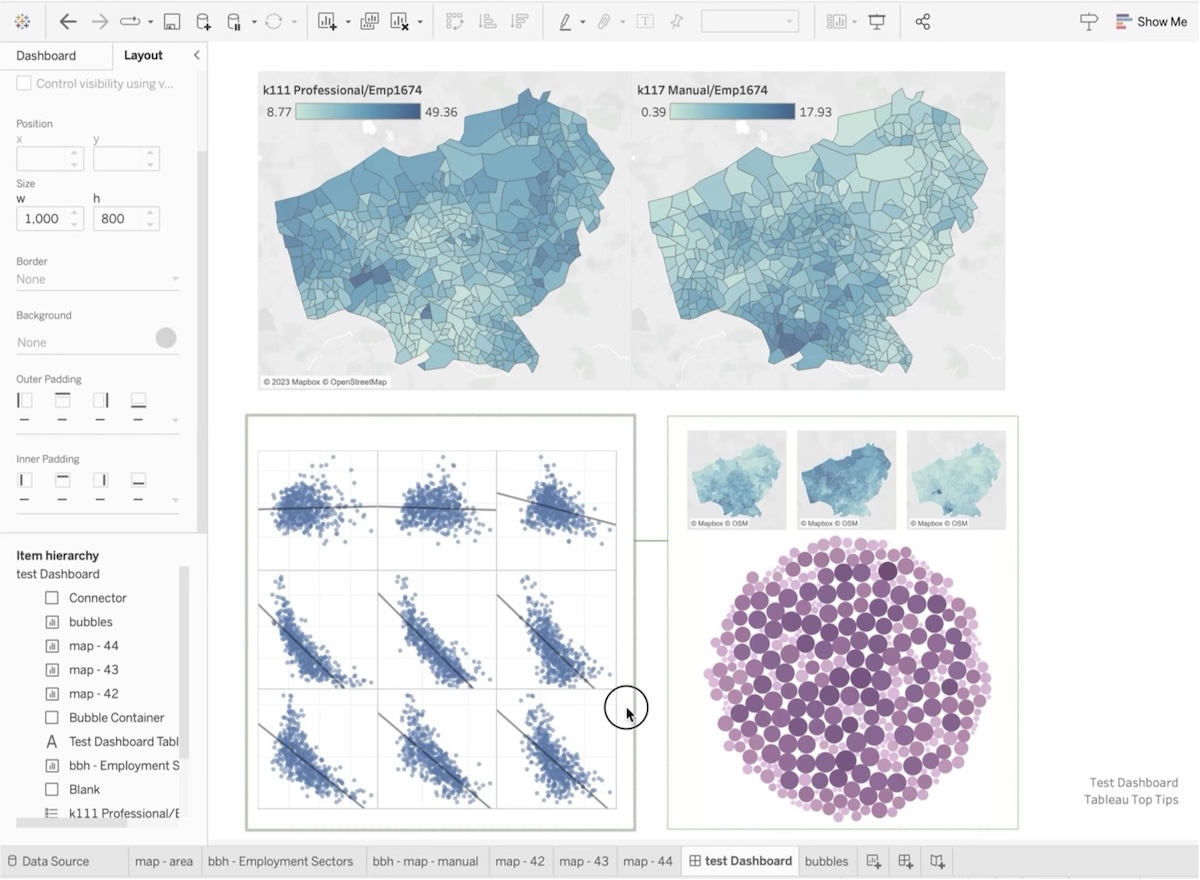 Show Me
Dashboard
Layout
Control visibility using v...
Position
x y
Size
w h
1,000 800
Border
None
Background
None
Outer Padding
Inner Padding
Item hierarchy
test Dashboard
Connector
bubbles
map - 44
map - 43
map - 42
Bubble Container
A Test Dashboard Tabl
bbh - Employment S
Blank
k111 Professional/E
k111 Professional/Emp1674
8.77 49.36
© 2023 Mapbox © OpenStreetMap
k117 Manual/Emp1674
0.39 17.93
© Mapbox © OSM
© Mapbox © OSM
© Mapbox © OSM
Test Dashboard
Tableau Top Tips
Data Source map - area bbh - Employment Sectors bbh - map - manual map - 42 map - 43 map - 44 test Dashboard bubbles